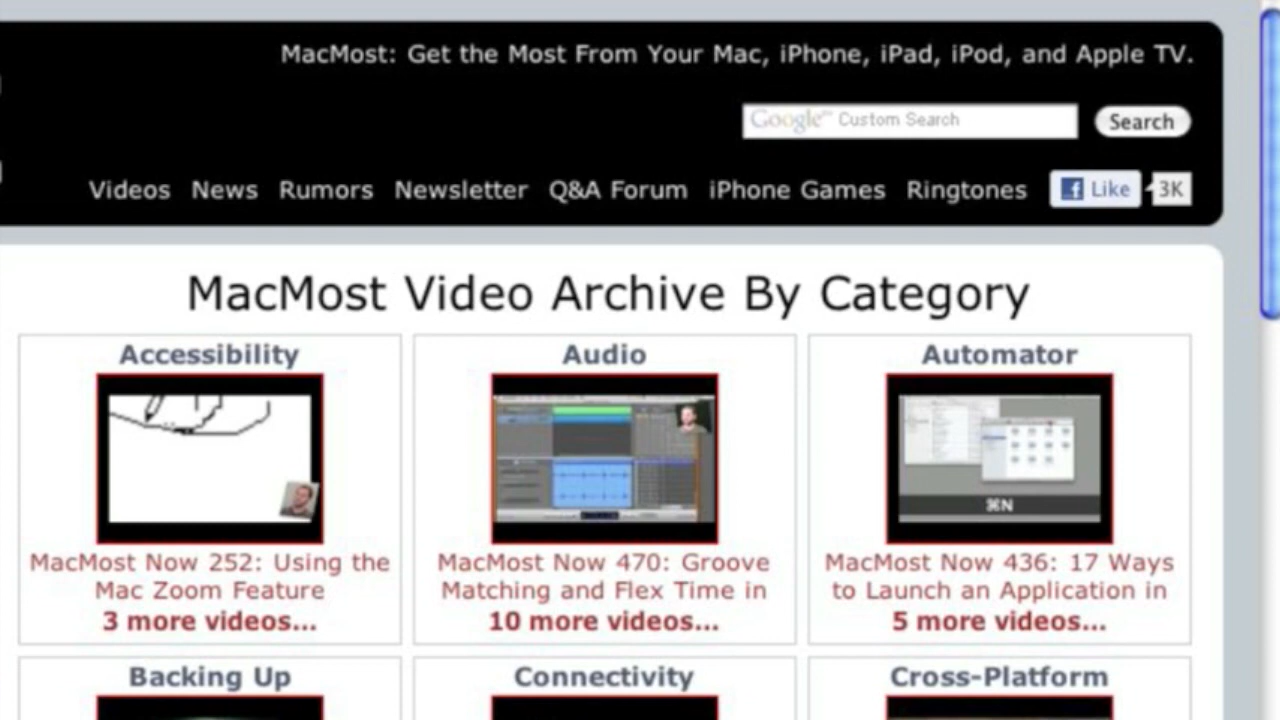 MacMost: Get the Most From Your Mac, iPhone, iPad, iPod, and Apple TV.
Google™ Custom Search
Search
Videos News Rumors Newsletter Q&A Forum iPhone Games Ringtones Like 3K
MacMost Video Archive By Category
Accessibility Audio Automator
⌘N
MacMost Now 252: Using the Mac Zoom Feature
3 more videos...
MacMost Now 470: Groove Matching and Flex Time in
10 more videos...
MacMost Now 436: 17 Ways to Launch an Application in
5 more videos...
Backing Up Connectivity Cross-Platform